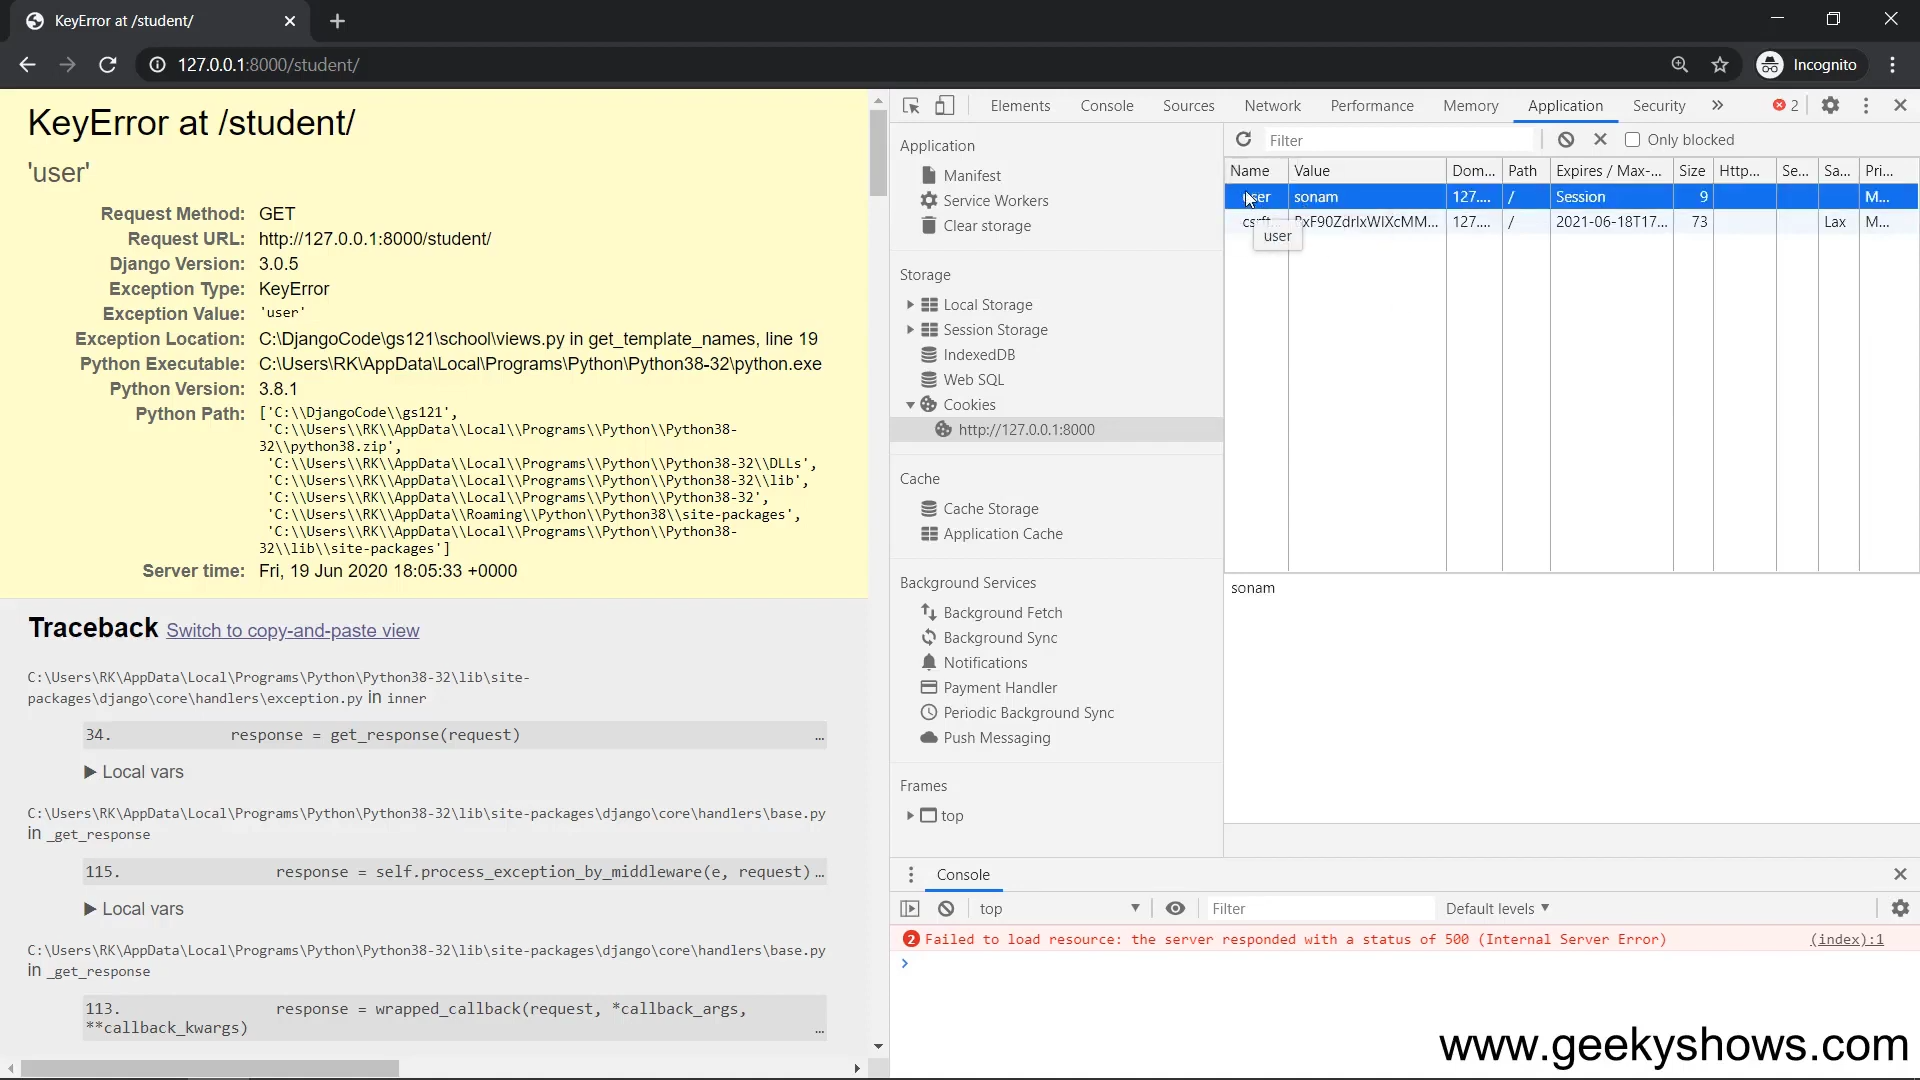 KeyError at /student/
127.0.0.1:8000/student/
Incognito
KeyError at /student/
'user'
Request Method: GET
Request URL: http://127.0.0.1:8000/student/
Django Version: 3.0.5
Exception Type: KeyError
Exception Value: 'user'
Exception Location: C:\DjangoCode\gs121\school\views.py in get_template_names, line 19
Python Executable: C:\Users\RK\AppData\Local\Programs\Python\Python38-32\python.exe
Python Version: 3.8.1
Python Path: ['C:\\DjangoCode\\gs121',
'C:\\Users\\RK\\AppData\\Local\\Programs\\Python\\Python38-
32\\python38.zip',
'C:\\Users\\RK\\AppData\\Local\\Programs\\Python\\Python38-32\\DLLs',
'C:\\Users\\RK\\AppData\\Local\\Programs\\Python\\Python38-32\\lib',
'C:\\Users\\RK\\AppData\\Local\\Programs\\Python\\Python38-32',
'C:\\Users\\RK\\AppData\\Roaming\\Python\\Python38\\site-packages',
'C:\\Users\\RK\\AppData\\Local\\Programs\\Python\\Python38-
32\\lib\\site-packages']
Server time: Fri, 19 Jun 2020 18:05:33 +0000
Traceback Switch to copy-and-paste view
C:\Users\RK\AppData\Local\Programs\Python\Python38-32\lib\site-
packages\django\core\handlers\exception.py in inner
34. response = get_response(request) …
▶ Local vars
C:\Users\RK\AppData\Local\Programs\Python\Python38-32\lib\site-packages\django\core\handlers\base.py
in _get_response
115. response = self.process_exception_by_middleware(e, request) …
▶ Local vars
C:\Users\RK\AppData\Local\Programs\Python\Python38-32\lib\site-packages\django\core\handlers\base.py
in _get_response
113. response = wrapped_callback(request, *callback_args,
**callback_kwargs) …
Elements Console Sources Network Performance Memory Application Security » 2
Application
Manifest
Service Workers
Clear storage
Storage
Local Storage
Session Storage
IndexedDB
Web SQL
Cookies
http://127.0.0.1:8000
Cache
Cache Storage
Application Cache
Background Services
Background Fetch
Background Sync
Notifications
Payment Handler
Periodic Background Sync
Push Messaging
Frames
top
Filter Only blocked
Name Value Dom... Path Expires / Max-... Size Http... Se... Sa... Pri...
user sonam 127.... / Session 9 M...
csrft... PxF90ZdrIxWIXcMM... 127.... / 2021-06-18T17... 73 Lax M...
user
sonam
Console
top Filter Default levels
2 Failed to load resource: the server responded with a status of 500 (Internal Server Error) (index):1
www.geekyshows.com